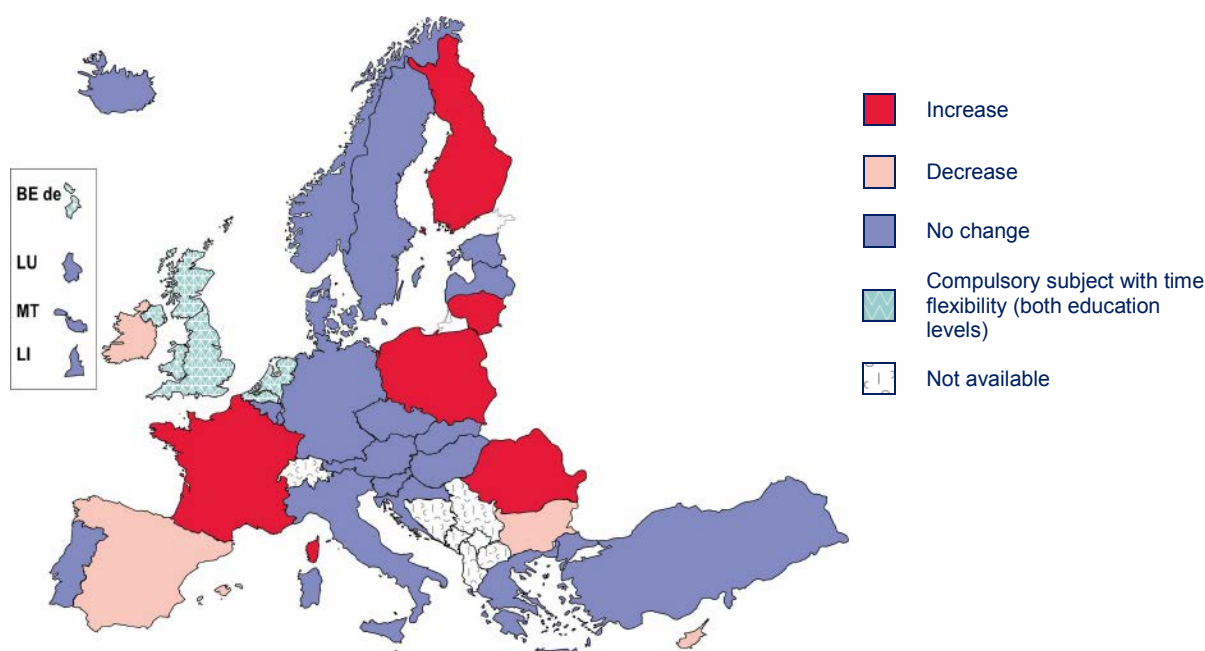 BE de
LU
MT
LI
Increase
Decrease
No change
Compulsory subject with time
flexibility (both education
levels)
Not available